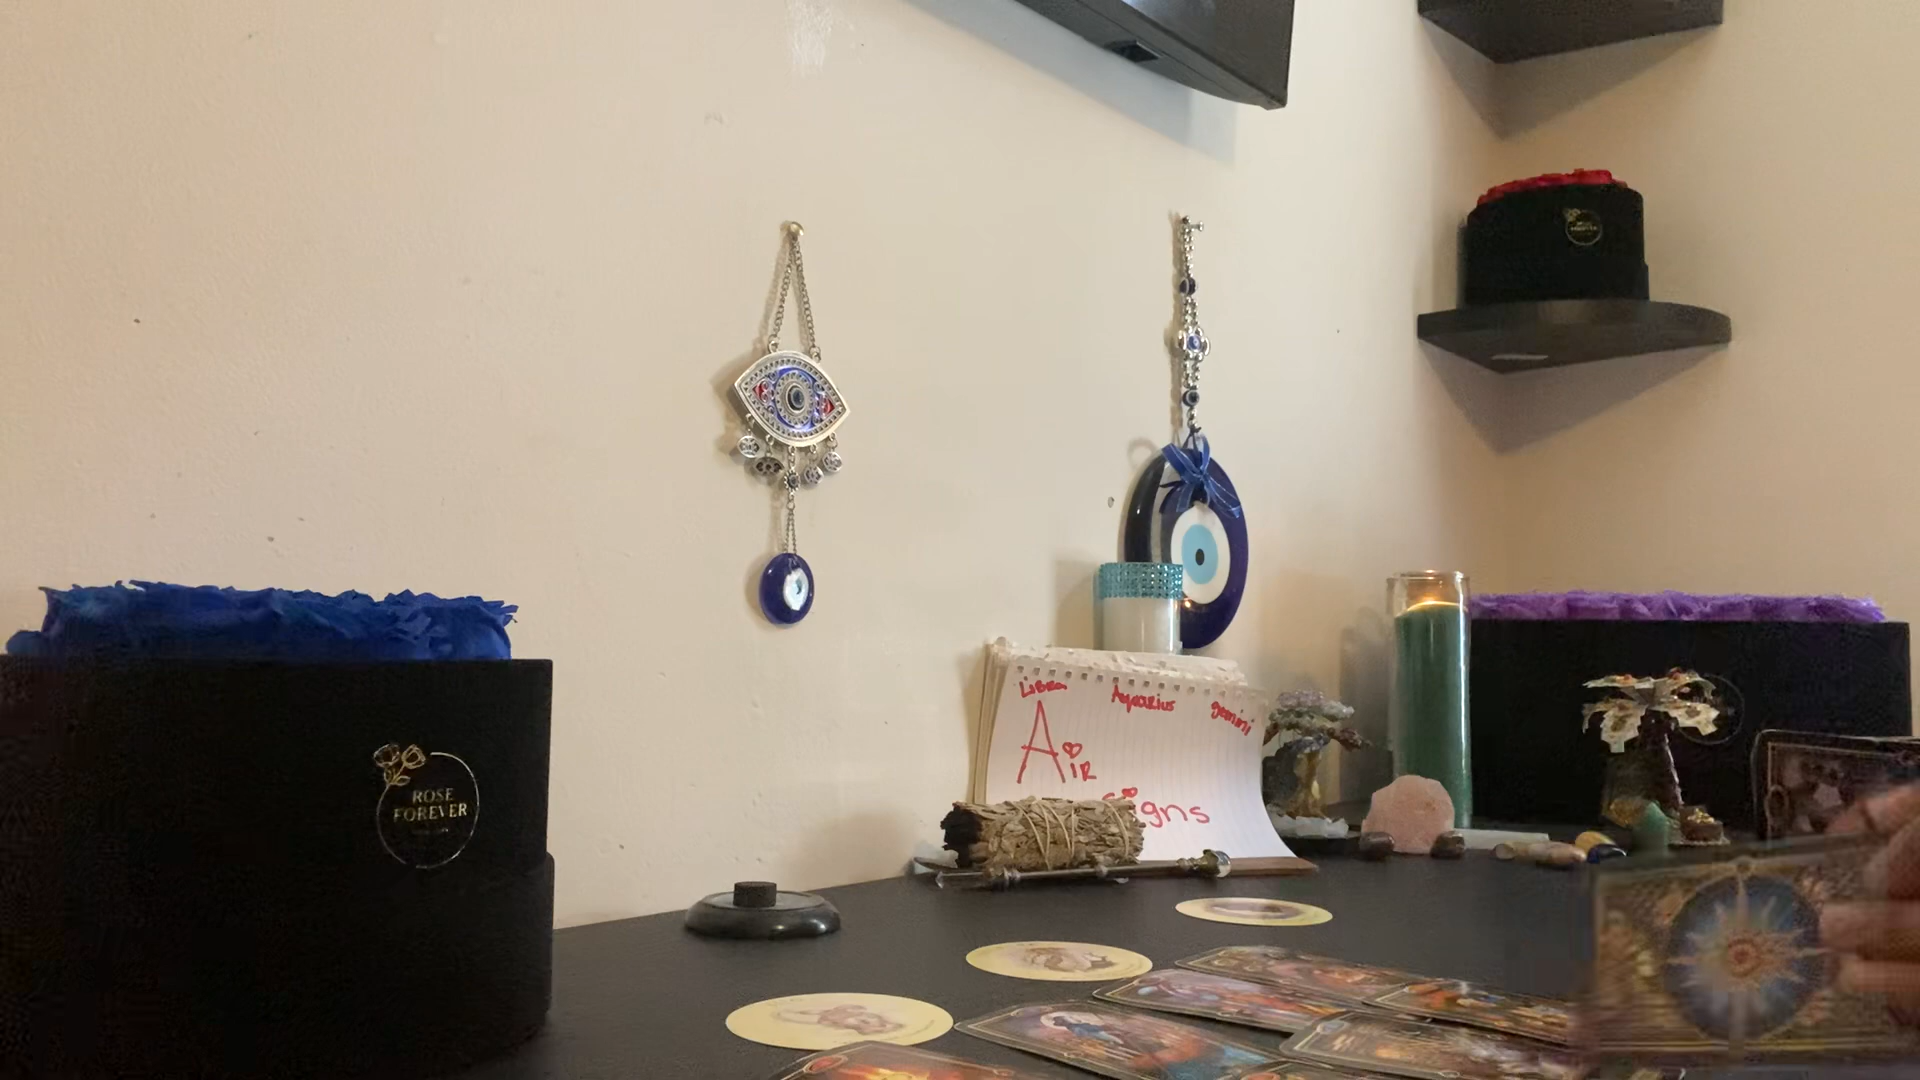 Libra Aquarius gemini
Air
signs
ROSE
FOREVER